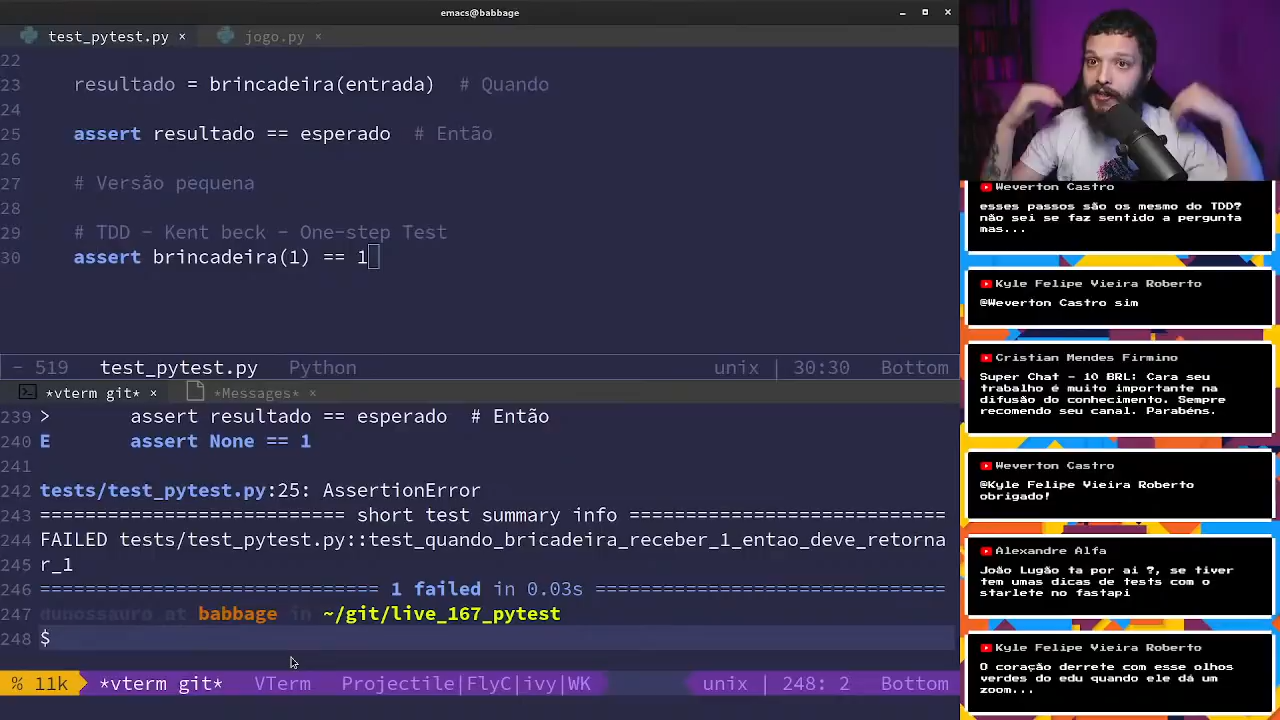 emacs@babbage
test_pytest.py ×
jogo.py ×
22
23 resultado = brincadeira(entrada) # Quando
24
25 assert resultado == esperado # Então
26
27 # Versão pequena
28
29 # TDD - Kent beck - One-step Test
30 assert brincadeira(1) == 1
- 519 test_pytest.py Python unix | 30:30 Bottom
*vterm git* × *Messages* ×
239 > assert resultado == esperado # Então
240 E assert None == 1
241
242 tests/test_pytest.py:25: AssertionError
243 =========================== short test summary info ============================
244 FAILED tests/test_pytest.py::test_quando_bricadeira_receber_1_entao_deve_retorna
245 r_1
246 ============================== 1 failed in 0.03s ===============================
247 dunossauro at babbage in ~/git/live_167_pytest
248 $
% 11k *vterm git* VTerm Projectile|FlyC|ivy|WK unix | 248: 2 Bottom
Weverton Castro
esses passos são os mesmo do TDD?
não sei se faz sentido a pergunta
mas...
Kyle Felipe Vieira Roberto
@Weverton Castro sim
Cristian Mendes Firmino
Super Chat - 10 BRL: Cara seu
trabalho é muito importante na
difusão do conhecimento. Sempre
recomendo seu canal. Parabéns.
Weverton Castro
@Kyle Felipe Vieira Roberto
obrigado!
Alexandre Alfa
João Lugão ta por ai ?, se tiver
tem umas dicas de tests com o
starlete no fastapi
Kyle Felipe Vieira Roberto
O coração derrete com esse olhos
verdes do edu quando ele dá um
zoom...